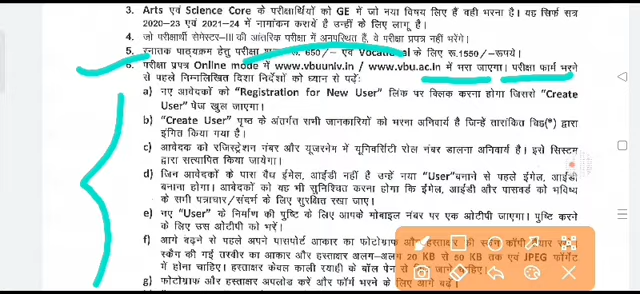 3. Arts एवं Science Core के परीक्षार्थियों को GE में जो नया विषय लिए हैं वही भरना है। यह सिर्फ सत्र
2020-23 एवं 2021-24 में नामांकन कराये हैं उन्हीं के लिए लागू है।
4. जो परीक्षार्थी सेमेस्टर-III की आंतरिक परीक्षा में अनुपस्थित है, वे परीक्षा प्रपत्र नहीं भरेंगे।
5. स्नातक पाठ्यक्रम हेतु परीक्षा रू. 650/- एवं Vocational के लिए रू.1550/-रूपये।
6. परीक्षा प्रपत्र Online mode में www.vbuuniv.in / www.vbu.ac.in में भरा जाएगा। परीक्षा फार्म भरने
से पहले निम्नलिखित दिशा निर्देशों को ध्यान से पढ़ें:
a) नए आवेदकों को "Registration for New User" लिंक पर क्लिक करना होगा जिससे "Create
User" पेज खुल जाएगा।
b) "Create User" पृष्ठ के अंतर्गत सभी जानकारियों को भरना अनिवार्य है जिन्हें तारांकित चिह्न(*) द्वारा
इंगित किया गया है।
c) आवेदक को रजिस्ट्रेशन नंबर और यूजरनेम में यूनिवर्सिटी रोल नंबर डालना अनिवार्य है। इसे सिस्टम
द्वारा सत्यापित किया जायेगा।
d) जिन आवेदकों के पास वैध ईमेल, आईडी नहीं है उन्हें नया "User"बनाने से पहले ईमेल, आईडी
बनाना होगा। आवेदकों को यह भी सुनिश्चित करना होगा कि ईमेल, आईडी और पासवर्ड को भविष्य
के सभी पत्राचार/संदर्भ के लिए सुरक्षित रखा जाए।
e) नए "User" के निर्माण की पुष्टि के लिए आपके मोबाइल नंबर पर एक ओटीपी जाएगा। पुष्टि करने
के लिए उस ओटीपी को भरें।
f) आगे बढ़ने से पहले अपने पासपोर्ट आकार का फोटोग्राफ और हस्ताक्षर की स्कैन कॉपी तैयार
स्कैन की गई तस्वीर का आकार और हस्ताक्षर अलग-अलग 20 KB से 50 KB तक एवं JPEG फॉर्मेट
में होना चाहिए। हस्ताक्षर केवल काली स्याही के बॉल पेन से जाने चाहिए।
g) फोटोग्राफ और हस्ताक्षर अपलोड करें और फॉर्म भरने के लिए आगे बढ़ें